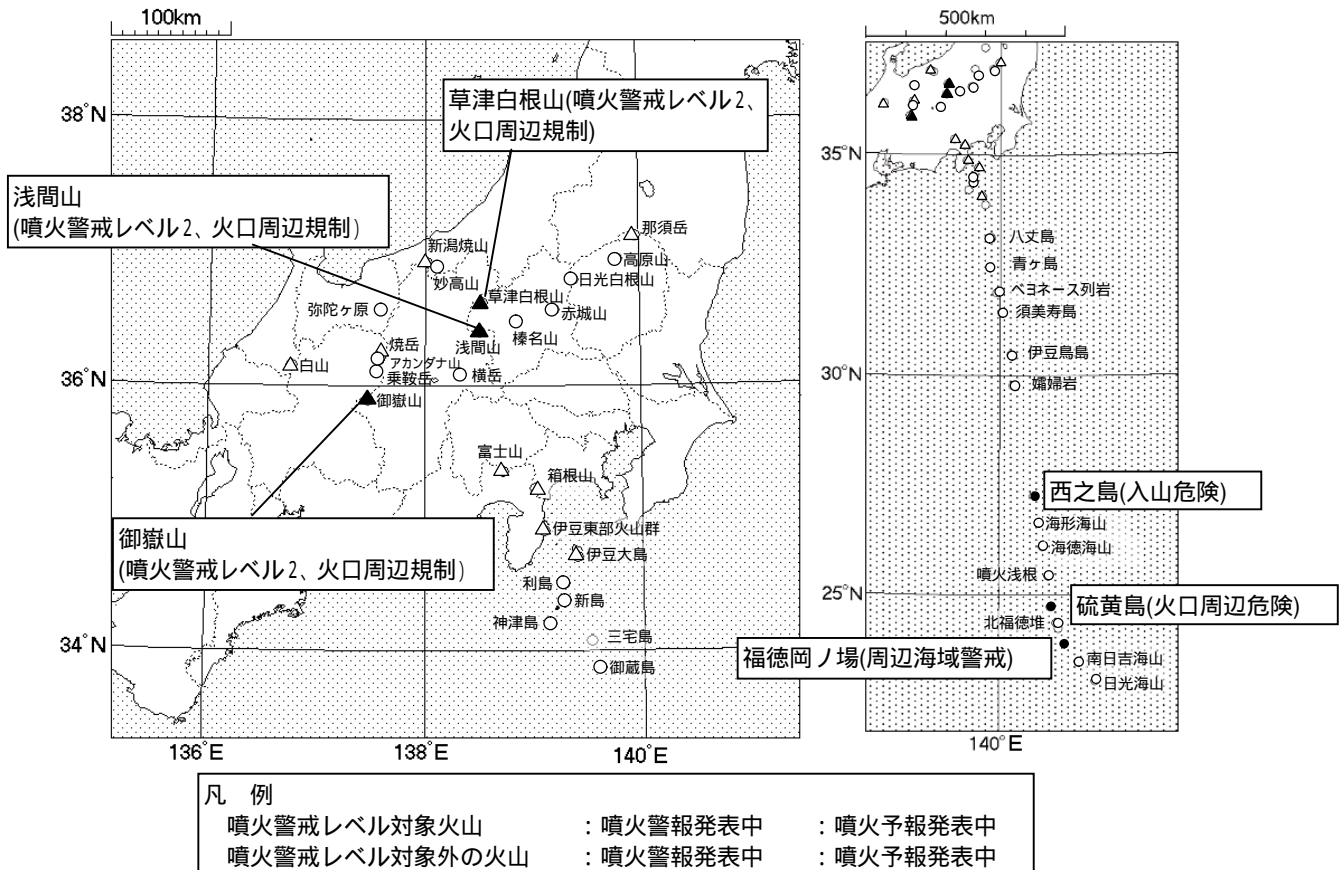 100km
500km
草津白根山(噴火警戒レベル2、
火口周辺規制)
38°N
浅間山
(噴火警戒レベル2、火口周辺規制)
35°N
那須岳
新潟焼山
高原山
妙高山
日光白根山
草津白根山
弥陀ヶ原
赤城山
榛名山
浅間山
焼岳
アカンダナ山
白山
乗鞍岳
横岳
36°N
御嶽山
八丈島
青ヶ島
ベヨネース列岩
須美寿島
伊豆鳥島
30°N
孀婦岩
富士山
箱根山
西之島(入山危険)
伊豆東部火山群
海形海山
御嶽山
(噴火警戒レベル2、火口周辺規制)
伊豆大島
海徳海山
利島
噴火浅根
新島
25°N
硫黄島(火口周辺危険)
神津島
北福徳堆
34°N
三宅島
福徳岡ノ場(周辺海域警戒)
御蔵島
南日吉海山
日光海山
136°E
138°E
140°E
140°E
凡 例
噴火警戒レベル対象火山 :噴火警報発表中 :噴火予報発表中
噴火警戒レベル対象外の火山 :噴火警報発表中 :噴火予報発表中